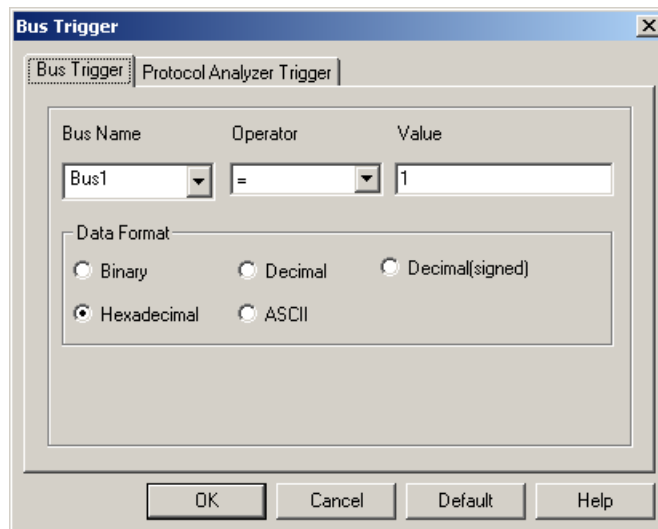 Bus Trigger
Bus Trigger Protocol Analyzer Trigger
Bus Name Operator Value
Bus1 = 1
Data Format
Binary Decimal Decimal(signed)
Hexadecimal ASCII
OK Cancel Default Help